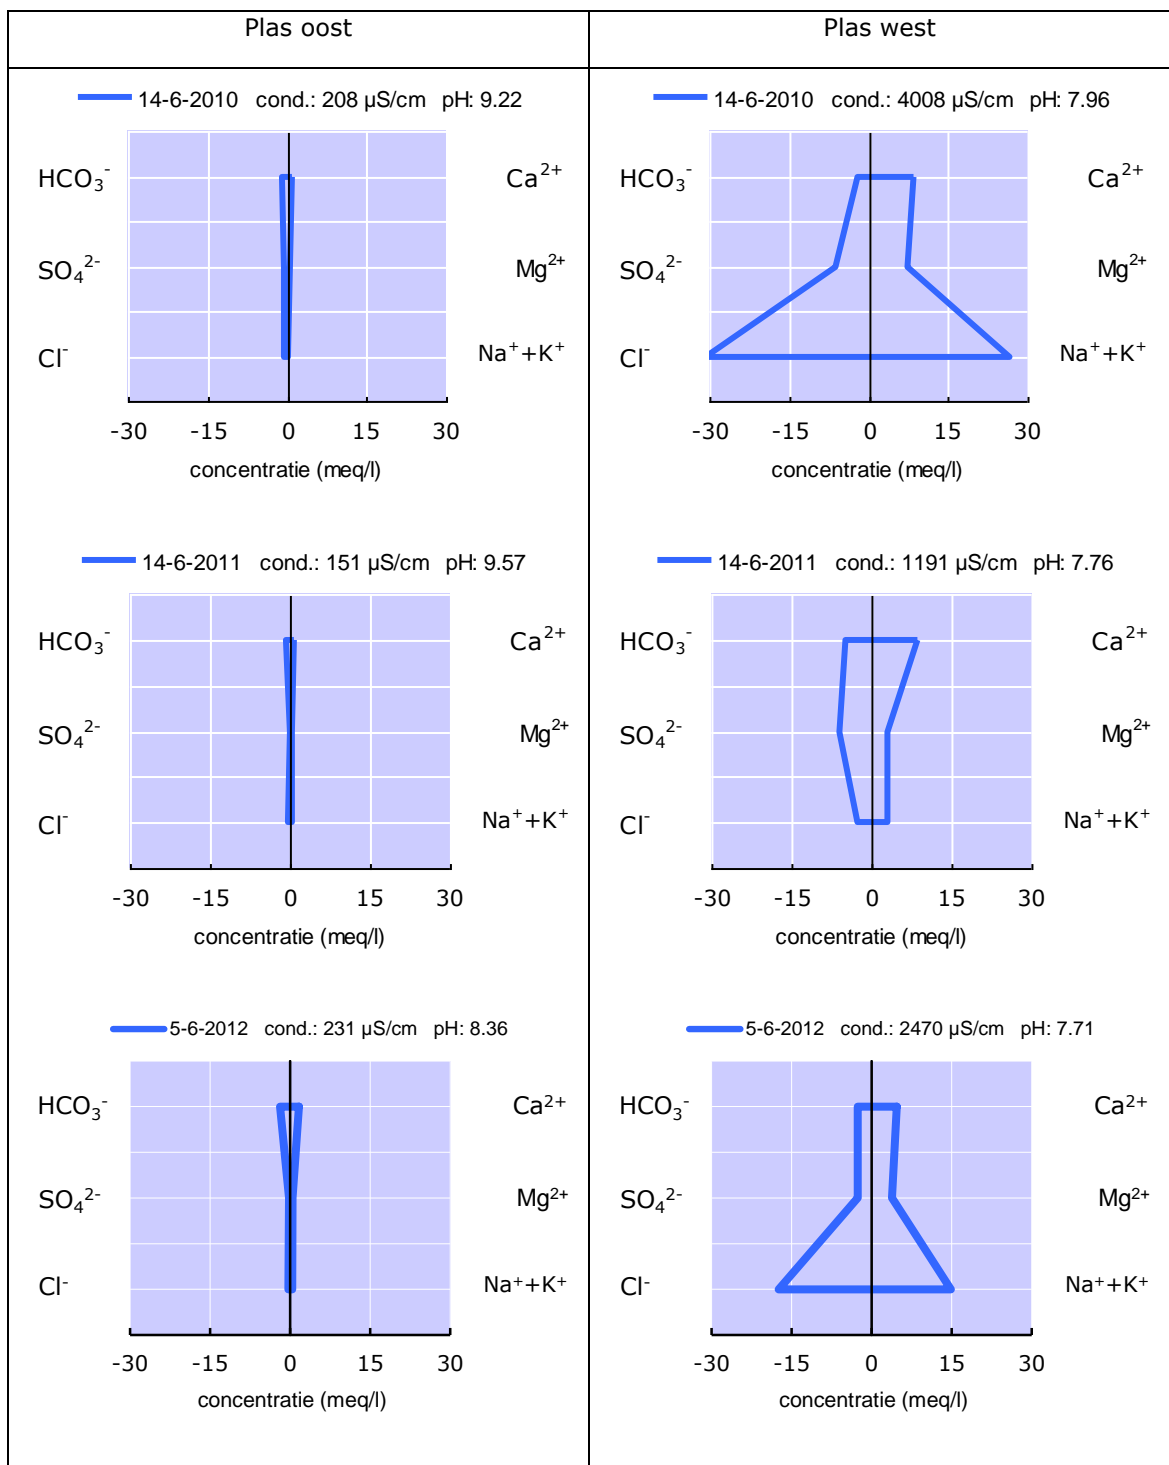 Plas oost
Plas west
14-6-2010 cond.: 208 µS/cm pH: 9.22
HCO₃⁻ Ca²⁺
SO₄²⁻ Mg²⁺
Cl⁻ Na⁺+K⁺
-30 -15 0 15 30
concentratie (meq/l)
14-6-2010 cond.: 4008 µS/cm pH: 7.96
HCO₃⁻ Ca²⁺
SO₄²⁻ Mg²⁺
Cl⁻ Na⁺+K⁺
-30 -15 0 15 30
concentratie (meq/l)
14-6-2011 cond.: 151 µS/cm pH: 9.57
HCO₃⁻ Ca²⁺
SO₄²⁻ Mg²⁺
Cl⁻ Na⁺+K⁺
-30 -15 0 15 30
concentratie (meq/l)
14-6-2011 cond.: 1191 µS/cm pH: 7.76
HCO₃⁻ Ca²⁺
SO₄²⁻ Mg²⁺
Cl⁻ Na⁺+K⁺
-30 -15 0 15 30
concentratie (meq/l)
5-6-2012 cond.: 231 µS/cm pH: 8.36
HCO₃⁻ Ca²⁺
SO₄²⁻ Mg²⁺
Cl⁻ Na⁺+K⁺
-30 -15 0 15 30
concentratie (meq/l)
5-6-2012 cond.: 2470 µS/cm pH: 7.71
HCO₃⁻ Ca²⁺
SO₄²⁻ Mg²⁺
Cl⁻ Na⁺+K⁺
-30 -15 0 15 30
concentratie (meq/l)